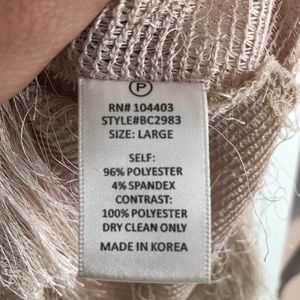 P
RN# 104403
STYLE#BC2983
SIZE: LARGE
SELF:
96% POLYESTER
4% SPANDEX
CONTRAST:
100% POLYESTER
DRY CLEAN ONLY
MADE IN KOREA